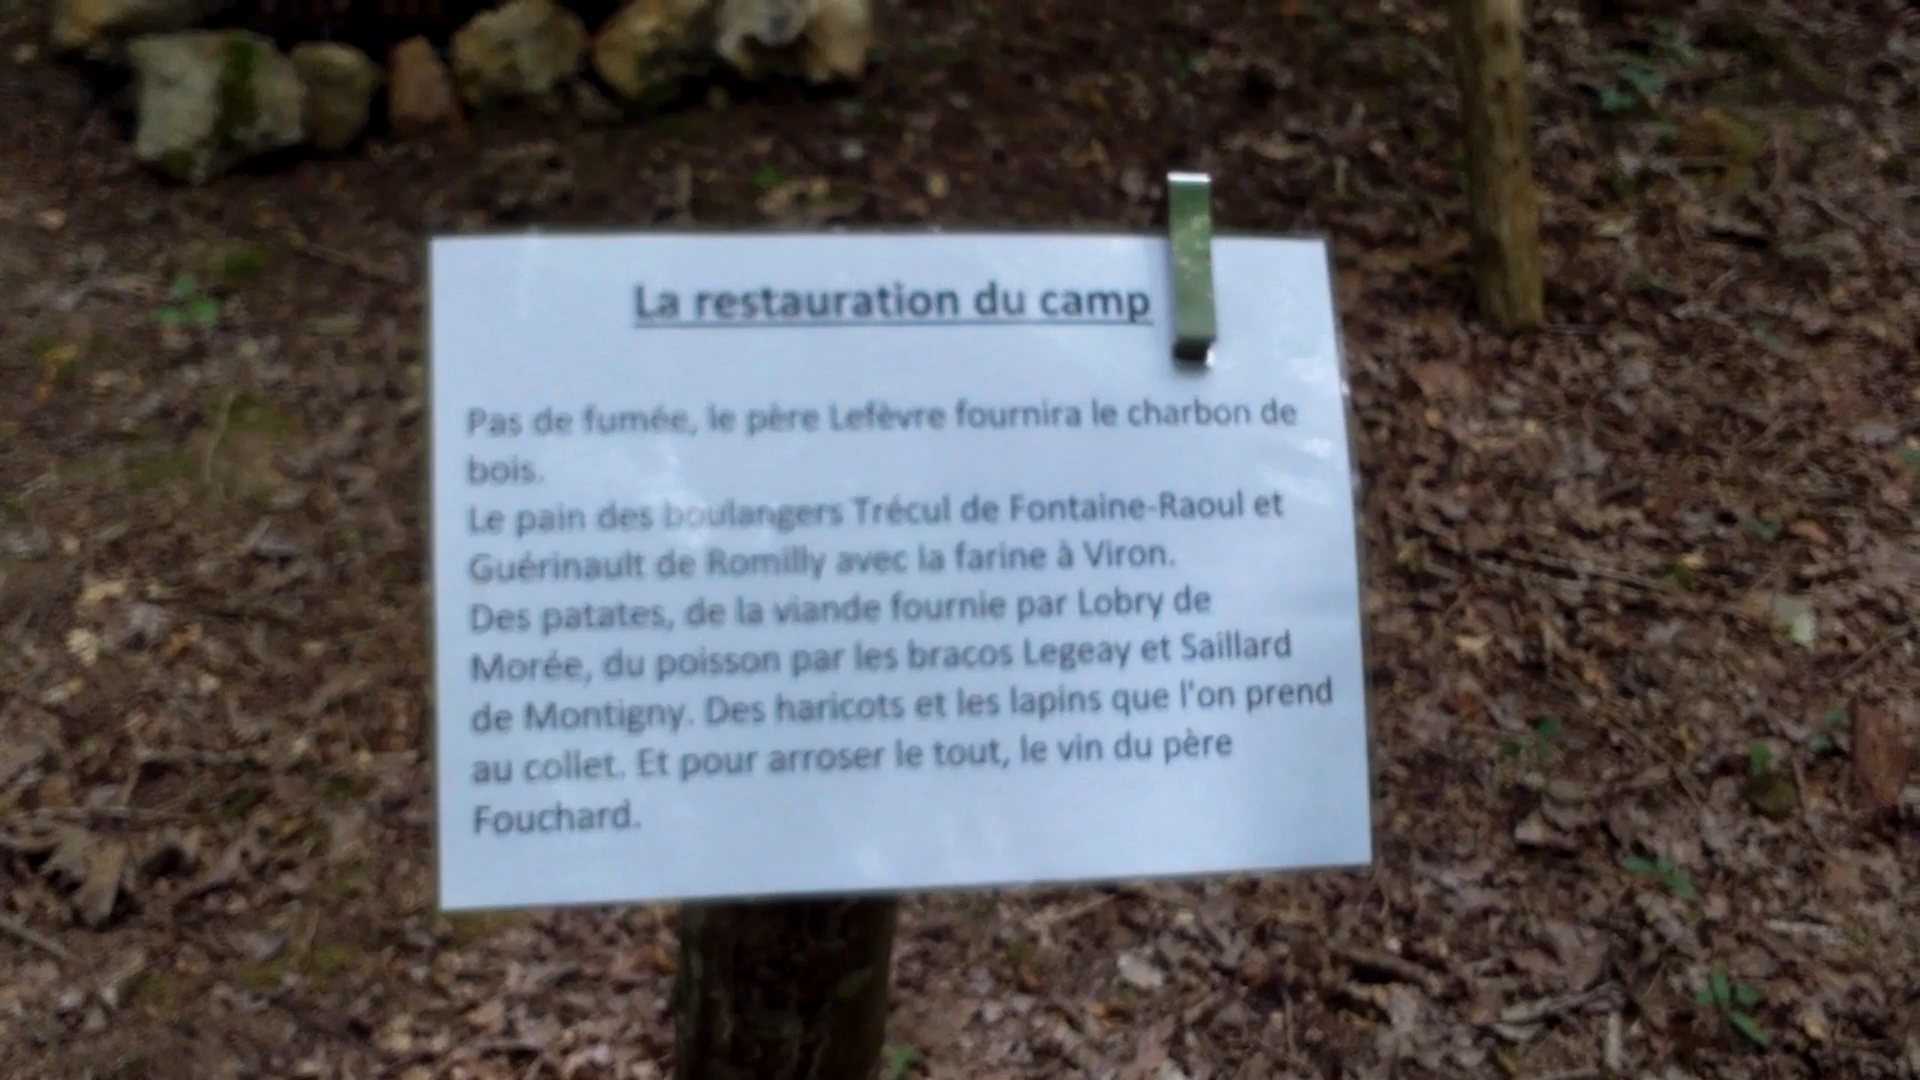 La restauration du camp
Pas de fumée, le père Lefèvre fournira le charbon de
bois.
Le pain des boulangers Trécul de Fontaine-Raoul et
Guérinault de Romilly avec la farine à Viron.
Des patates, de la viande fournie par Lobry de
Morée, du poisson par les bracos Legeay et Saillard
de Montigny. Des haricots et les lapins que l'on prend
au collet. Et pour arroser le tout, le vin du père
Fouchard.